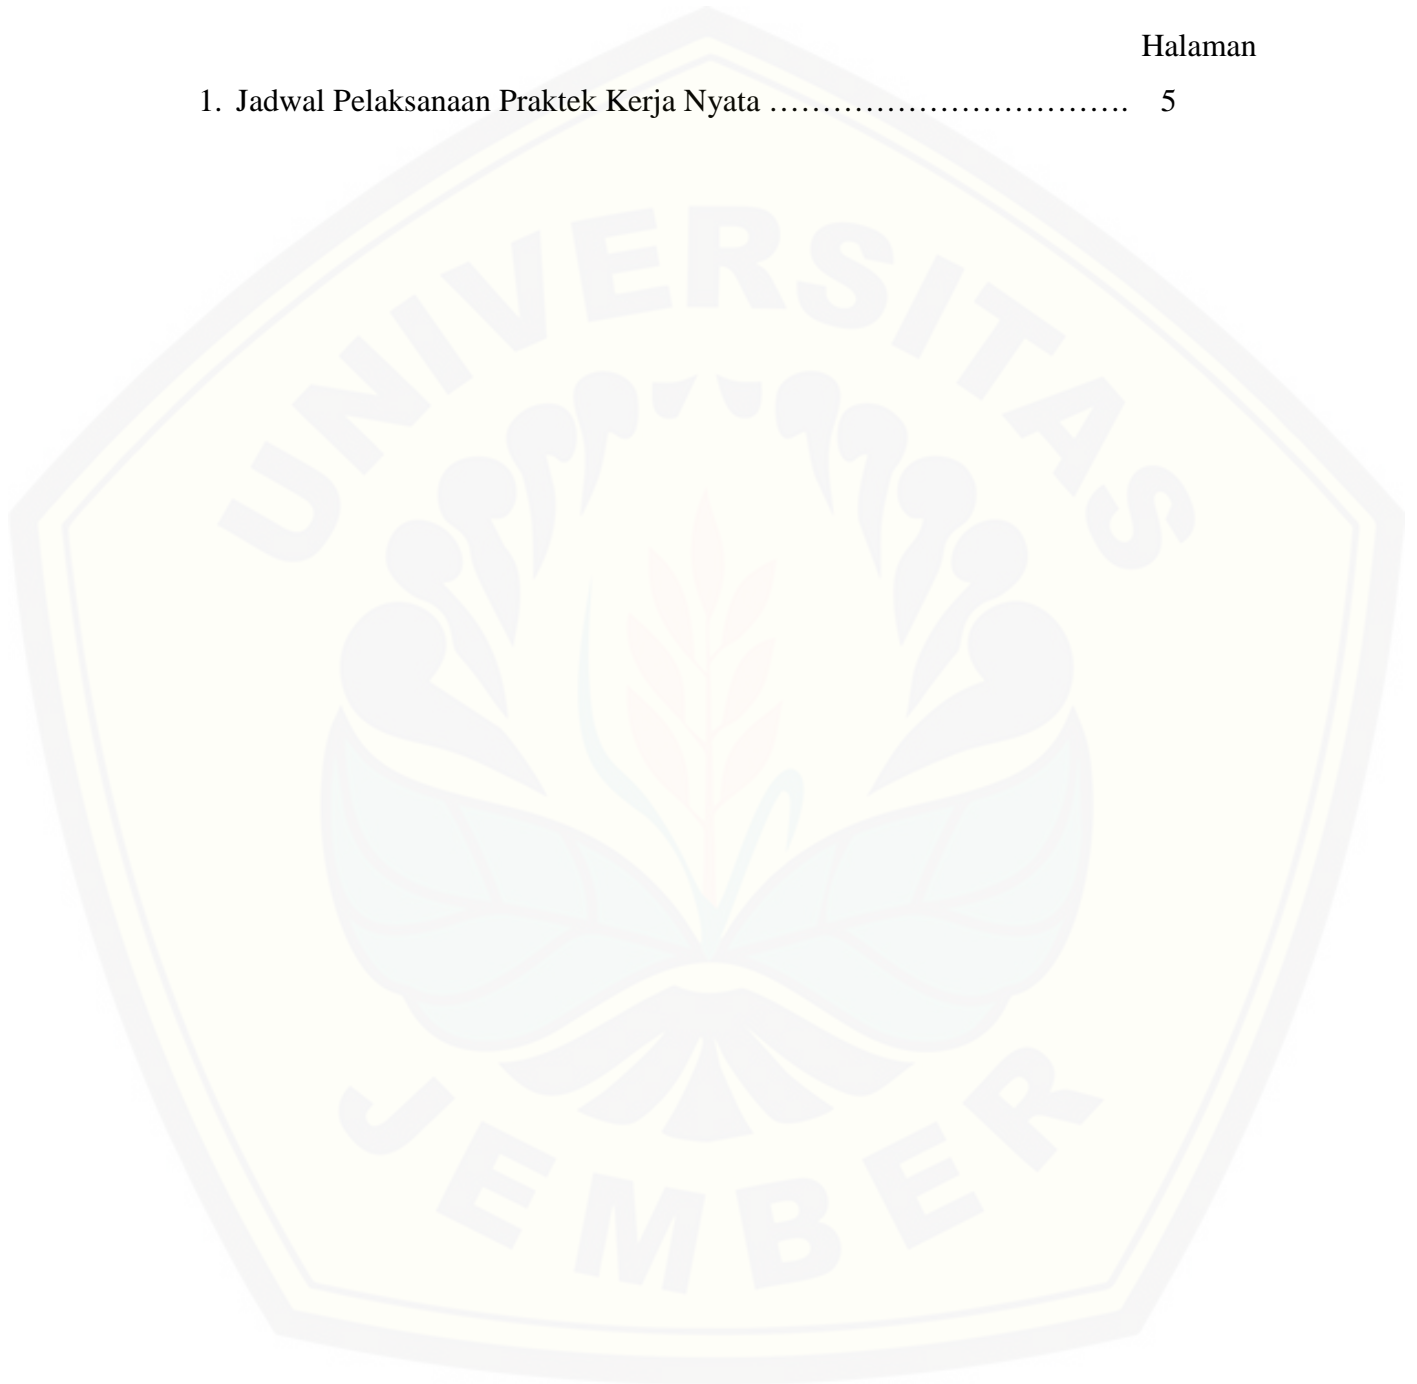 Halaman
1. Jadwal Pelaksanaan Praktek Kerja Nyata ……………………………. 5
UNIVERSITAS
JEMBER